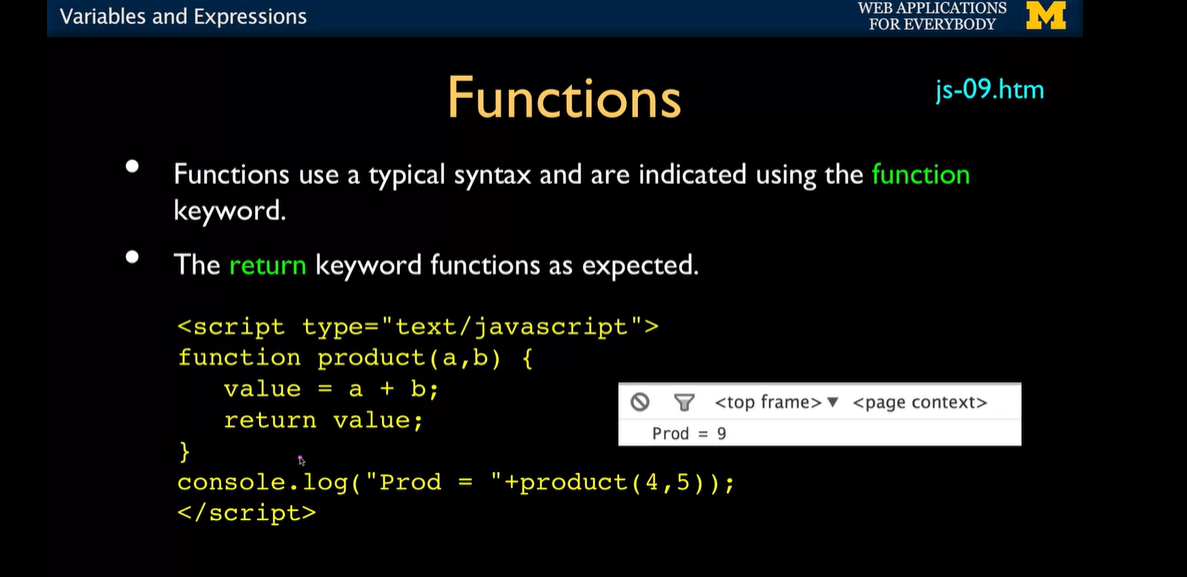 Variables and Expressions
WEB APPLICATIONS
FOR EVERYBODY
M
Functions
js-09.htm
• Functions use a typical syntax and are indicated using the function
keyword.
• The return keyword functions as expected.
<script type="text/javascript">
function product(a,b) {
value = a + b;
return value;
}
console.log("Prod = "+product(4,5));
</script>
<top frame> ▼ <page context>
Prod = 9